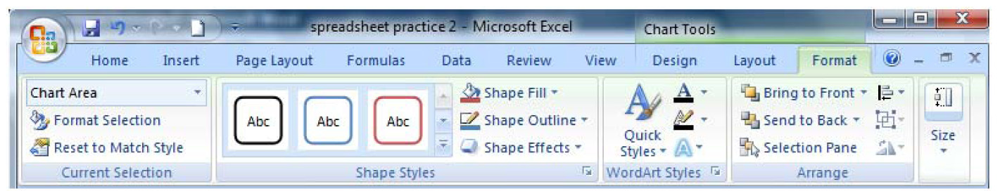 spreadsheet practice 2 - Microsoft Excel Chart Tools
Home Insert Page Layout Formulas Data Review View Design Layout Format
Chart Area
Format Selection
Reset to Match Style
Current Selection
Abc Abc Abc
Shape Fill
Shape Outline
Shape Effects
Shape Styles
A
A
Quick
Styles
A
WordArt Styles
Bring to Front
Send to Back
Selection Pane
Arrange
Size